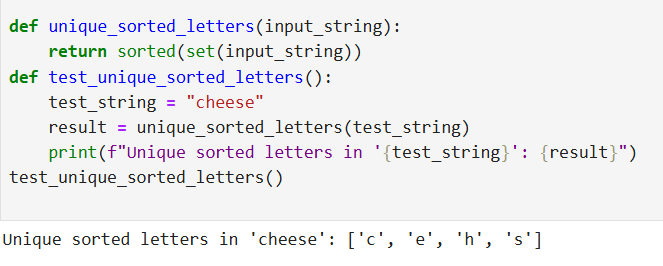 def unique_sorted_letters(input_string):
    return sorted(set(input_string))
def test_unique_sorted_letters():
    test_string = "cheese"
    result = unique_sorted_letters(test_string)
    print(f"Unique sorted letters in '{test_string}': {result}")
test_unique_sorted_letters()
Unique sorted letters in 'cheese': ['c', 'e', 'h', 's']